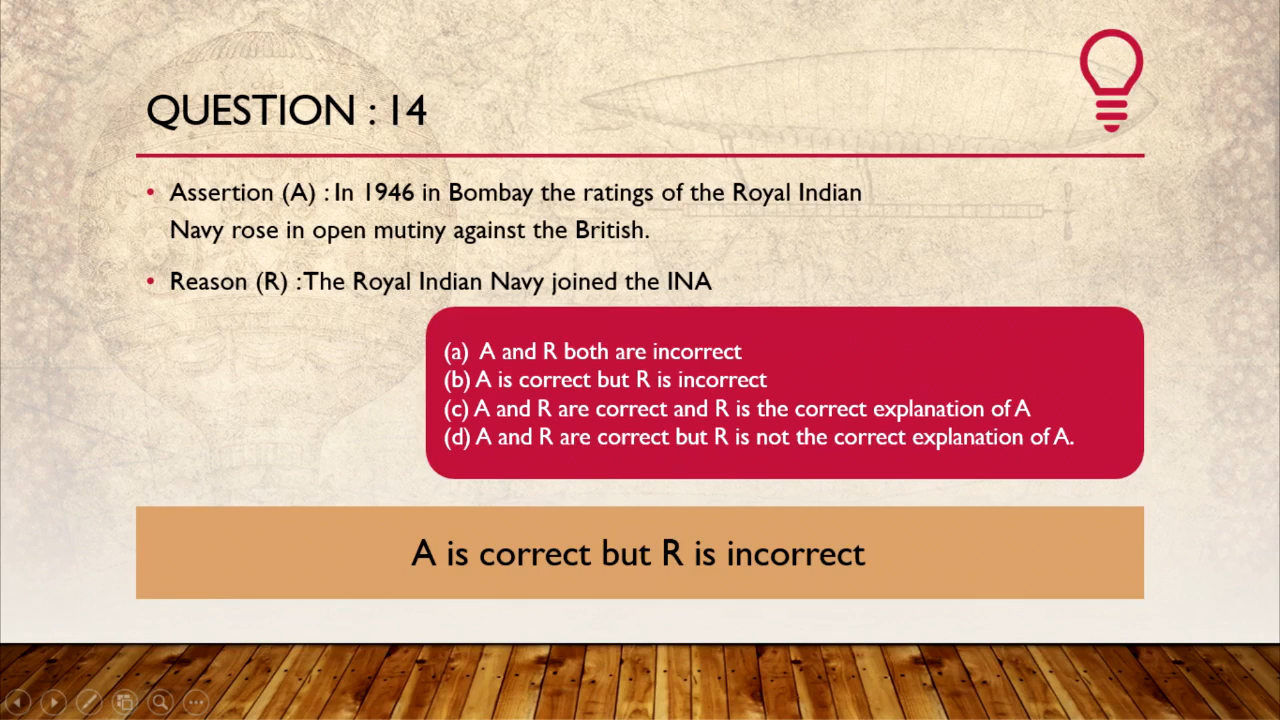 QUESTION : 14
• Assertion (A) : In 1946 in Bombay the ratings of the Royal Indian
Navy rose in open mutiny against the British.
• Reason (R) :The Royal Indian Navy joined the INA
(a) A and R both are incorrect
(b) A is correct but R is incorrect
(c) A and R are correct and R is the correct explanation of A
(d) A and R are correct but R is not the correct explanation of A.
A is correct but R is incorrect